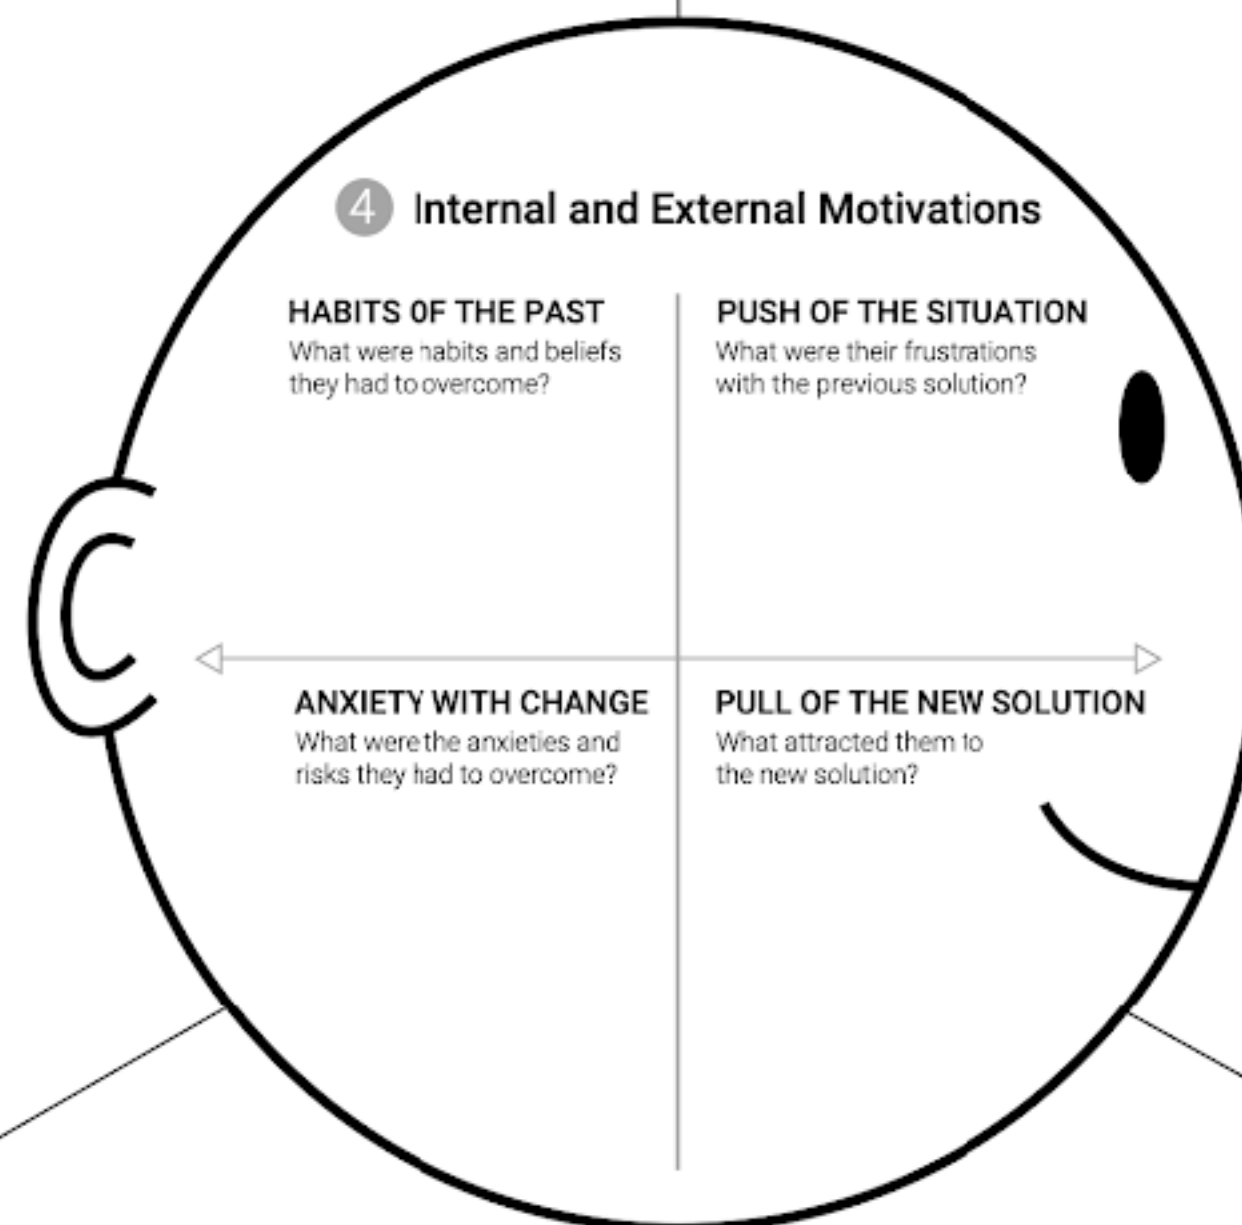 4 Internal and External Motivations
HABITS OF THE PAST
What were habits and beliefs
they had to overcome?
PUSH OF THE SITUATION
What were their frustrations
with the previous solution?
ANXIETY WITH CHANGE
What were the anxieties and
risks they had to overcome?
PULL OF THE NEW SOLUTION
What attracted them to
the new solution?